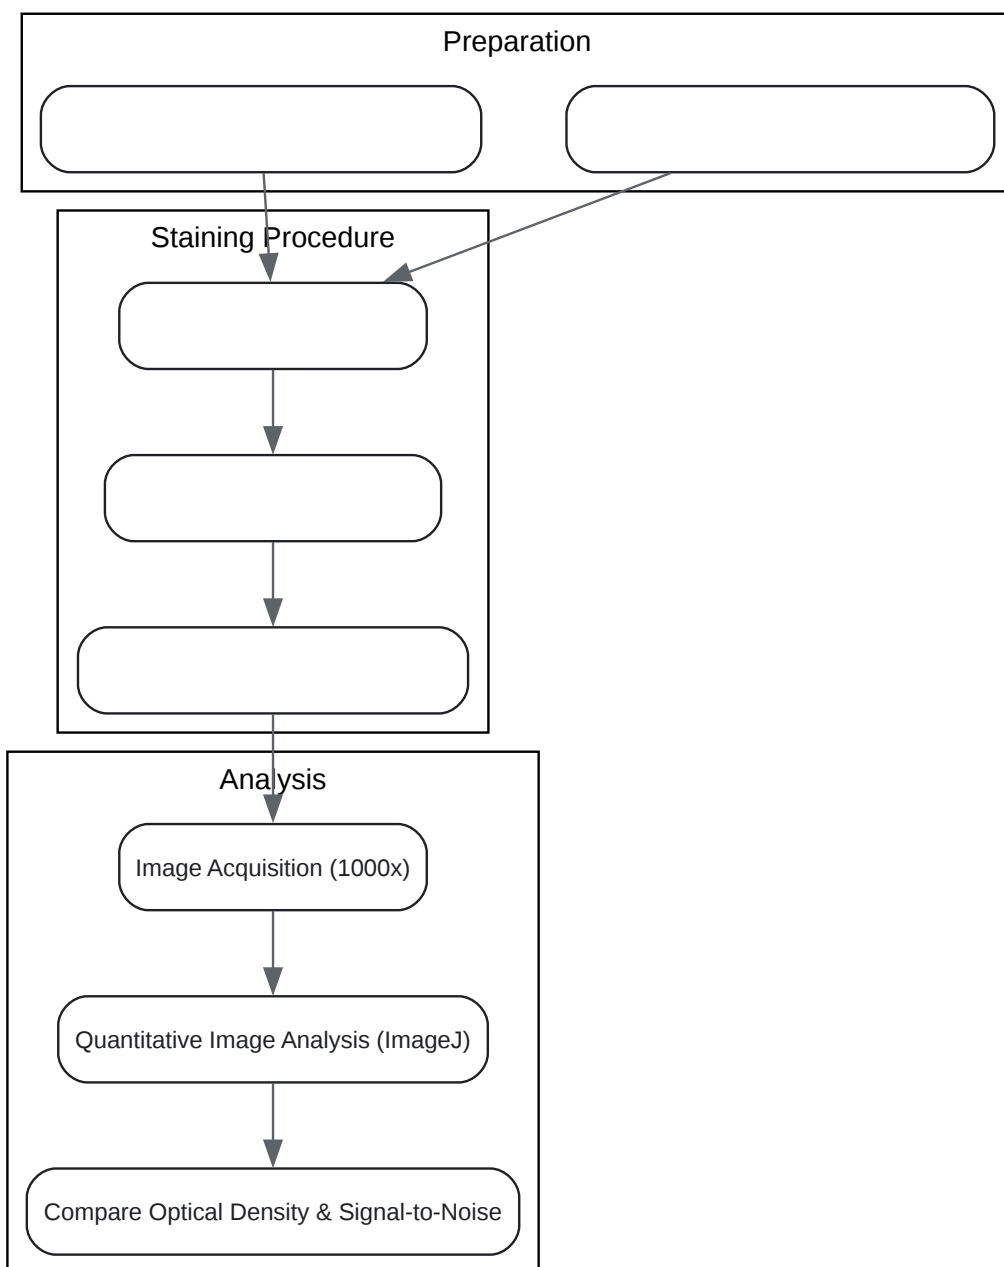 Preparation
Staining Procedure
Analysis
Image Acquisition (1000x)
Quantitative Image Analysis (ImageJ)
Compare Optical Density & Signal-to-Noise